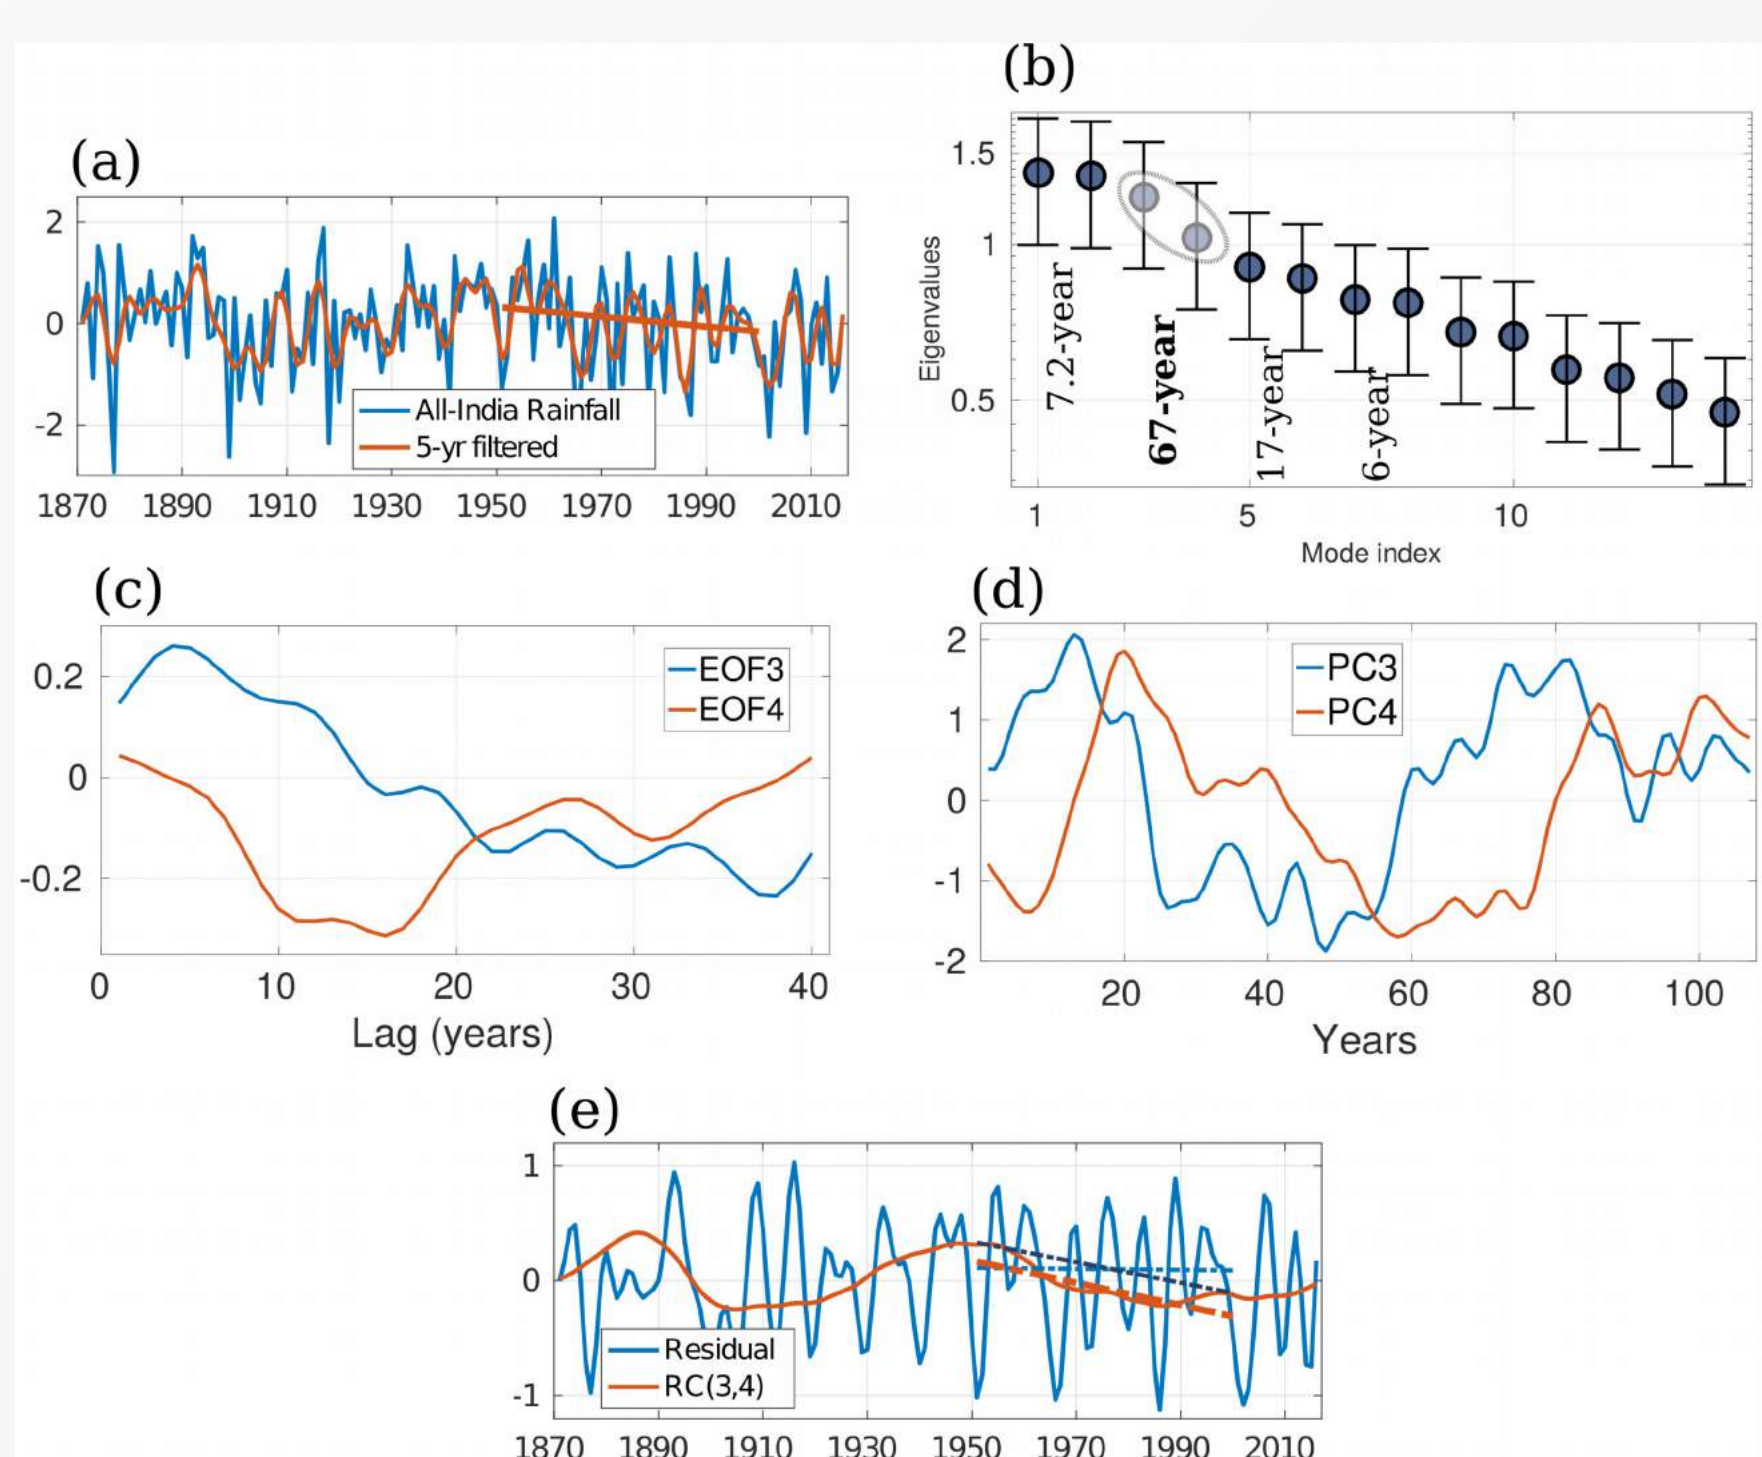 (a)
2
0
-2
All-India Rainfall
5-yr filtered
1870 1890 1910 1930 1950 1970 1990 2010
(b)
Eigenvalues
1.5
1
0.5
7.2-year
67-year
17-year
6-year
1 5 10
Mode index
(c)
0.2
0
-0.2
EOF3
EOF4
0 10 20 30 40
Lag (years)
(d)
2
1
0
-1
-2
PC3
PC4
20 40 60 80 100
Years
(e)
1
0
-1
Residual
RC(3,4)
1870 1890 1910 1930 1950 1970 1990 2010